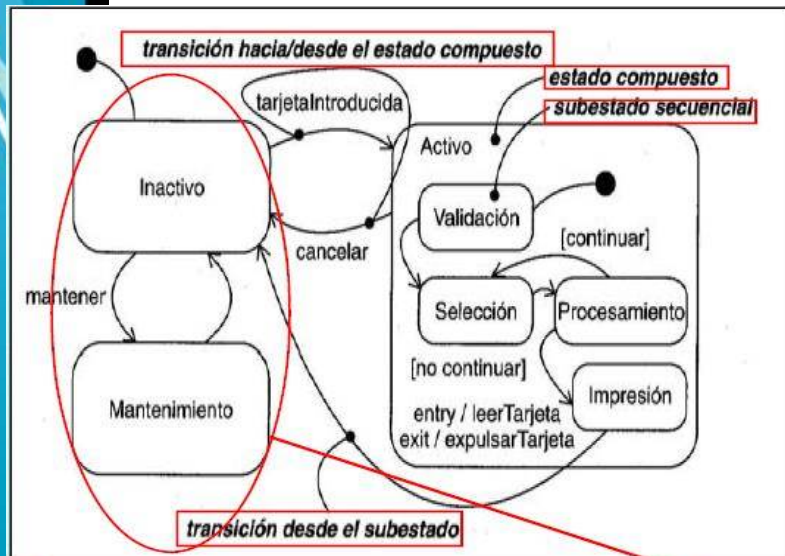 transición hacia/desde el estado compuesto
estado compuesto
subestado secuencial
tarjetaIntroducida
Activo
Inactivo
Validación
[continuar]
cancelar
mantener
Selección
Procesamiento
[no continuar]
Impresión
Mantenimiento
entry / leerTarjeta
exit / expulsarTarjeta
transición desde el subestado